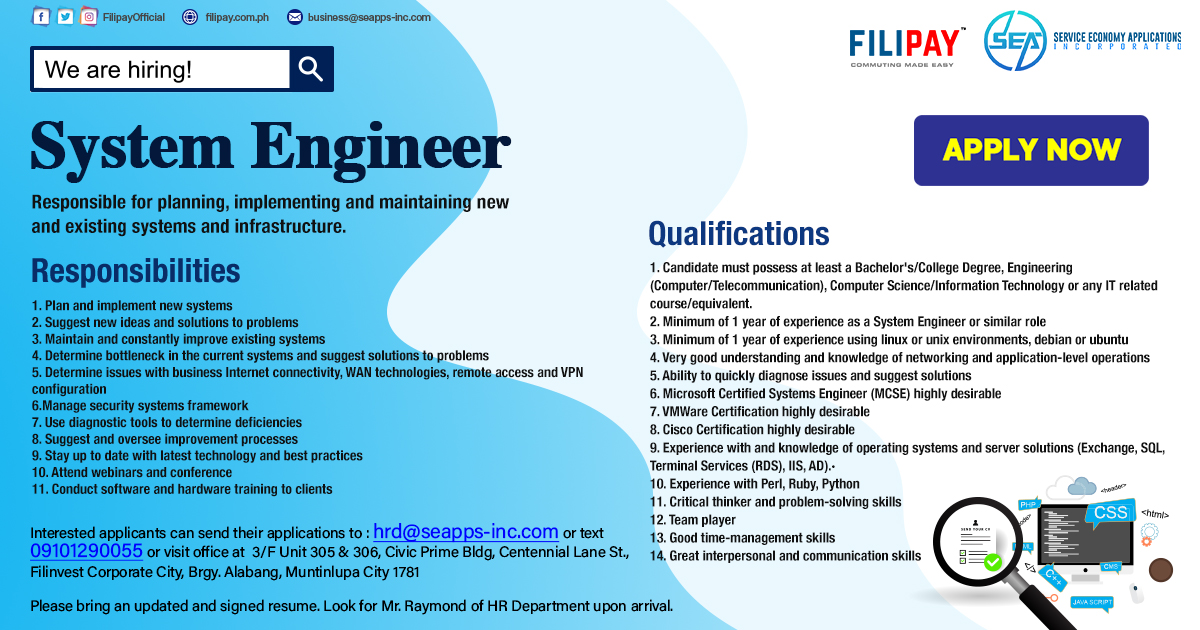 FilipayOfficial filipay.com.ph business@seapps-inc.com
FILIPAY™
COMMUTING MADE EASY
SEA
SERVICE ECONOMY APPLICATIONS
INCORPORATED
We are hiring!
APPLY NOW
System Engineer
Responsible for planning, implementing and maintaining new
and existing systems and infrastructure.
Responsibilities
1. Plan and implement new systems
2. Suggest new ideas and solutions to problems
3. Maintain and constantly improve existing systems
4. Determine bottleneck in the current systems and suggest solutions to problems
5. Determine issues with business Internet connectivity, WAN technologies, remote access and VPN
configuration
6.Manage security systems framework
7. Use diagnostic tools to determine deficiencies
8. Suggest and oversee improvement processes
9. Stay up to date with latest technology and best practices
10. Attend webinars and conference
11. Conduct software and hardware training to clients
Interested applicants can send their applications to : hrd@seapps-inc.com or text
09101290055 or visit office at 3/F Unit 305 & 306, Civic Prime Bldg, Centennial Lane St.,
Filinvest Corporate City, Brgy. Alabang, Muntinlupa City 1781
Please bring an updated and signed resume. Look for Mr. Raymond of HR Department upon arrival.
Qualifications
1. Candidate must possess at least a Bachelor's/College Degree, Engineering
(Computer/Telecommunication), Computer Science/Information Technology or any IT related
course/equivalent.
2. Minimum of 1 year of experience as a System Engineer or similar role
3. Minimum of 1 year of experience using linux or unix environments, debian or ubuntu
4. Very good understanding and knowledge of networking and application-level operations
5. Ability to quickly diagnose issues and suggest solutions
6. Microsoft Certified Systems Engineer (MCSE) highly desirable
7. VMWare Certification highly desirable
8. Cisco Certification highly desirable
9. Experience with and knowledge of operating systems and server solutions (Exchange, SQL,
Terminal Services (RDS), IIS, AD).•
10. Experience with Perl, Ruby, Python
11. Critical thinker and problem-solving skills
12. Team player
13. Good time-management skills
14. Great interpersonal and communication skills
SEND YOUR CV
PHP
<header>
CSS
<html>
CMS
C++
JAVA SCRIPT